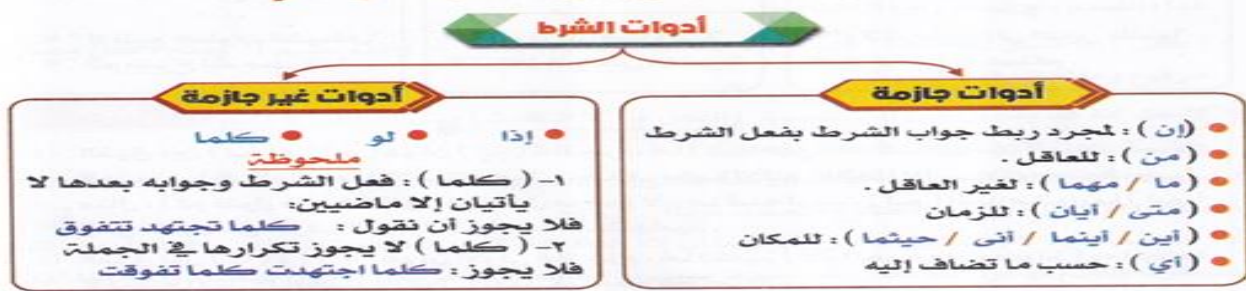 أدوات الشرط
أدوات جازمة
(إن) : لمجرد ربط جواب الشرط بفعل الشرط
(من) : للعاقل .
(ما / مهما) : لغير العاقل .
(متى / أيان) : للزمان
(أين / أينما / أنى / حيثما) : للمكان
(أي) : حسب ما تضاف إليه
أدوات غير جازمة
إذا لو كلما
ملحوظة
١- (كلما) : فعل الشرط وجوابه بعدها لا
يأتيان إلا ماضيين:
فلا يجوز أن نقول : كلما تجتهد تتفوق
٢- (كلما) لا يجوز تكرارها في الجملة
فلا يجوز : كلما اجتهدت كلما تفوقت